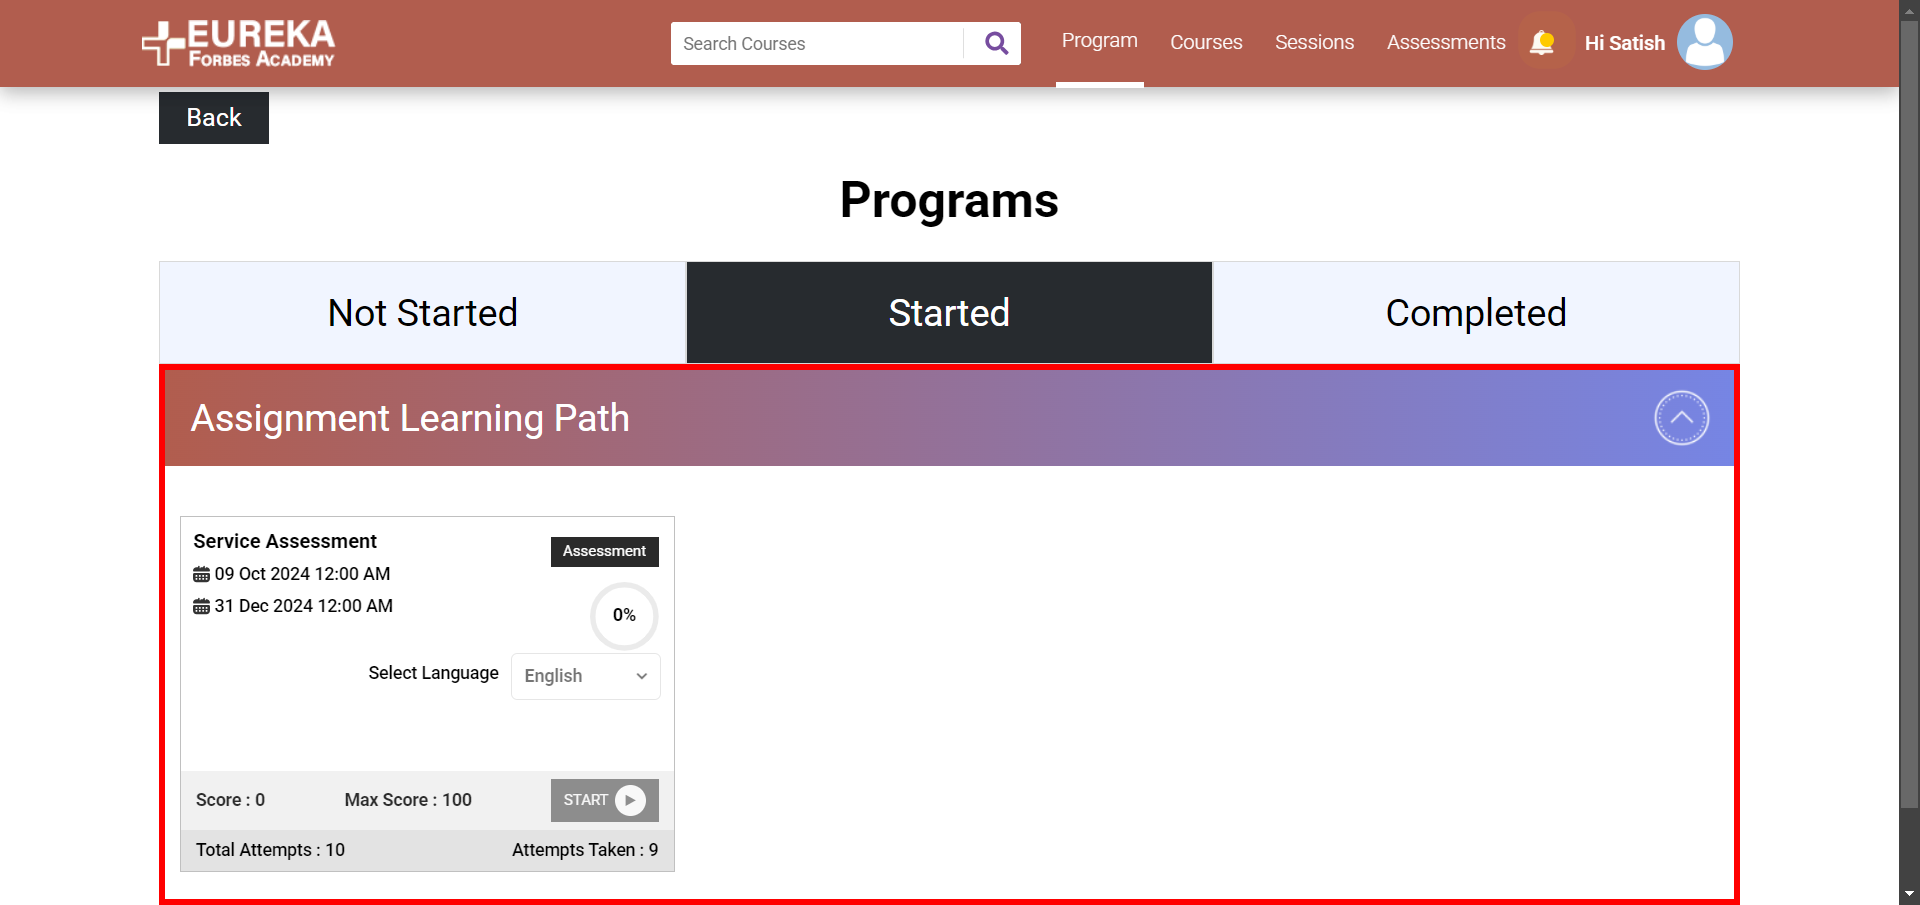 EUREKA
FORBES ACADEMY
Search Courses
Program
Courses
Sessions
Assessments
Hi Satish
Back
Programs
Not Started
Started
Completed
Assignment Learning Path
Service Assessment
Assessment
09 Oct 2024 12:00 AM
31 Dec 2024 12:00 AM
0%
Select Language
English
Score : 0
Max Score : 100
START
Total Attempts : 10
Attempts Taken : 9